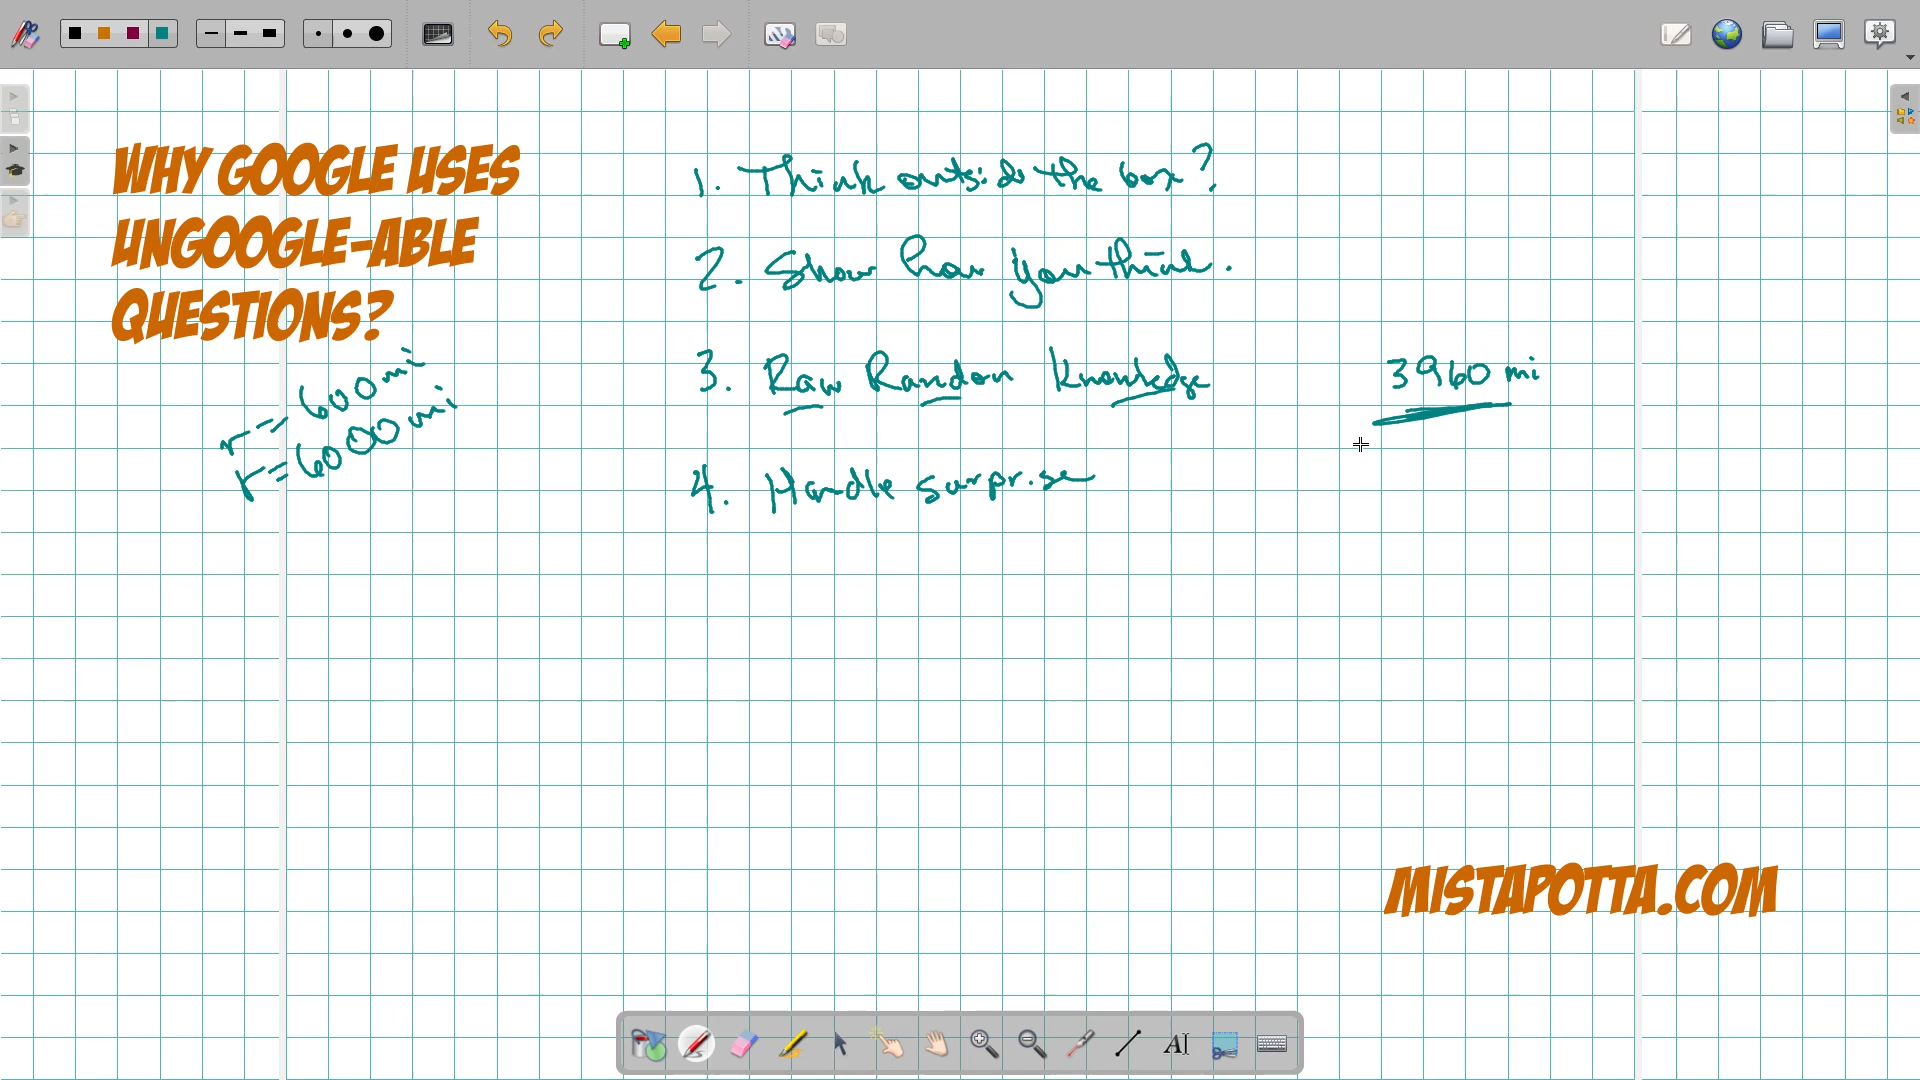 WHY GOOGLE USES
UNGOOGLE-ABLE
QUESTIONS?
r = 600 mi
r = 6000 mi
1. Think outside the box?
2. Show how you think.
3. Raw Random Knowledge
3960 mi
4. Handle surprise
MISTAPOTTA.COM
AI